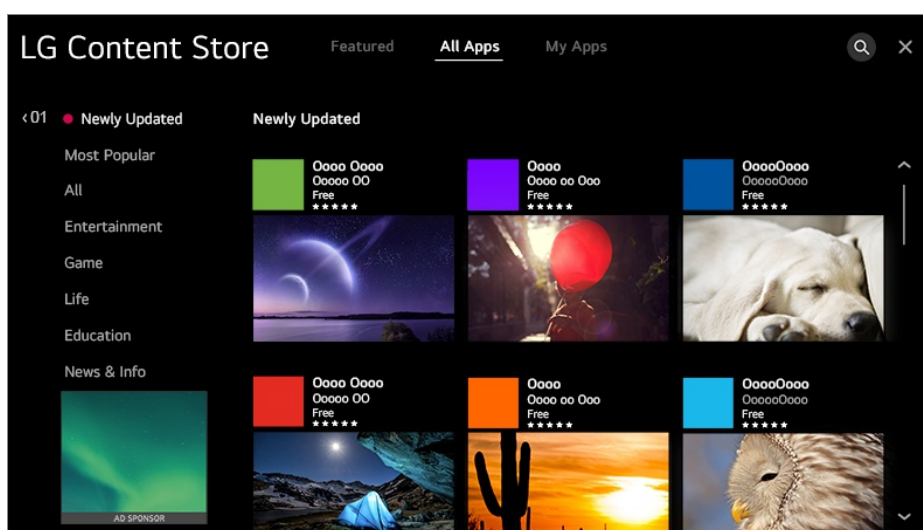 LG Content Store
Featured
All Apps
My Apps
‹01
Newly Updated
Most Popular
All
Entertainment
Game
Life
Education
News & Info
AD SPONSOR
Newly Updated
Oooo Oooo
Ooooo OO
Free
★★★★★
Oooo
Oooo oo Ooo
Free
★★★★★
OoooOooo
OooooOooo
Free
★★★★★
Oooo Oooo
Ooooo OO
Free
★★★★★
Oooo
Oooo oo Ooo
Free
★★★★★
OoooOooo
OooooOooo
Free
★★★★★